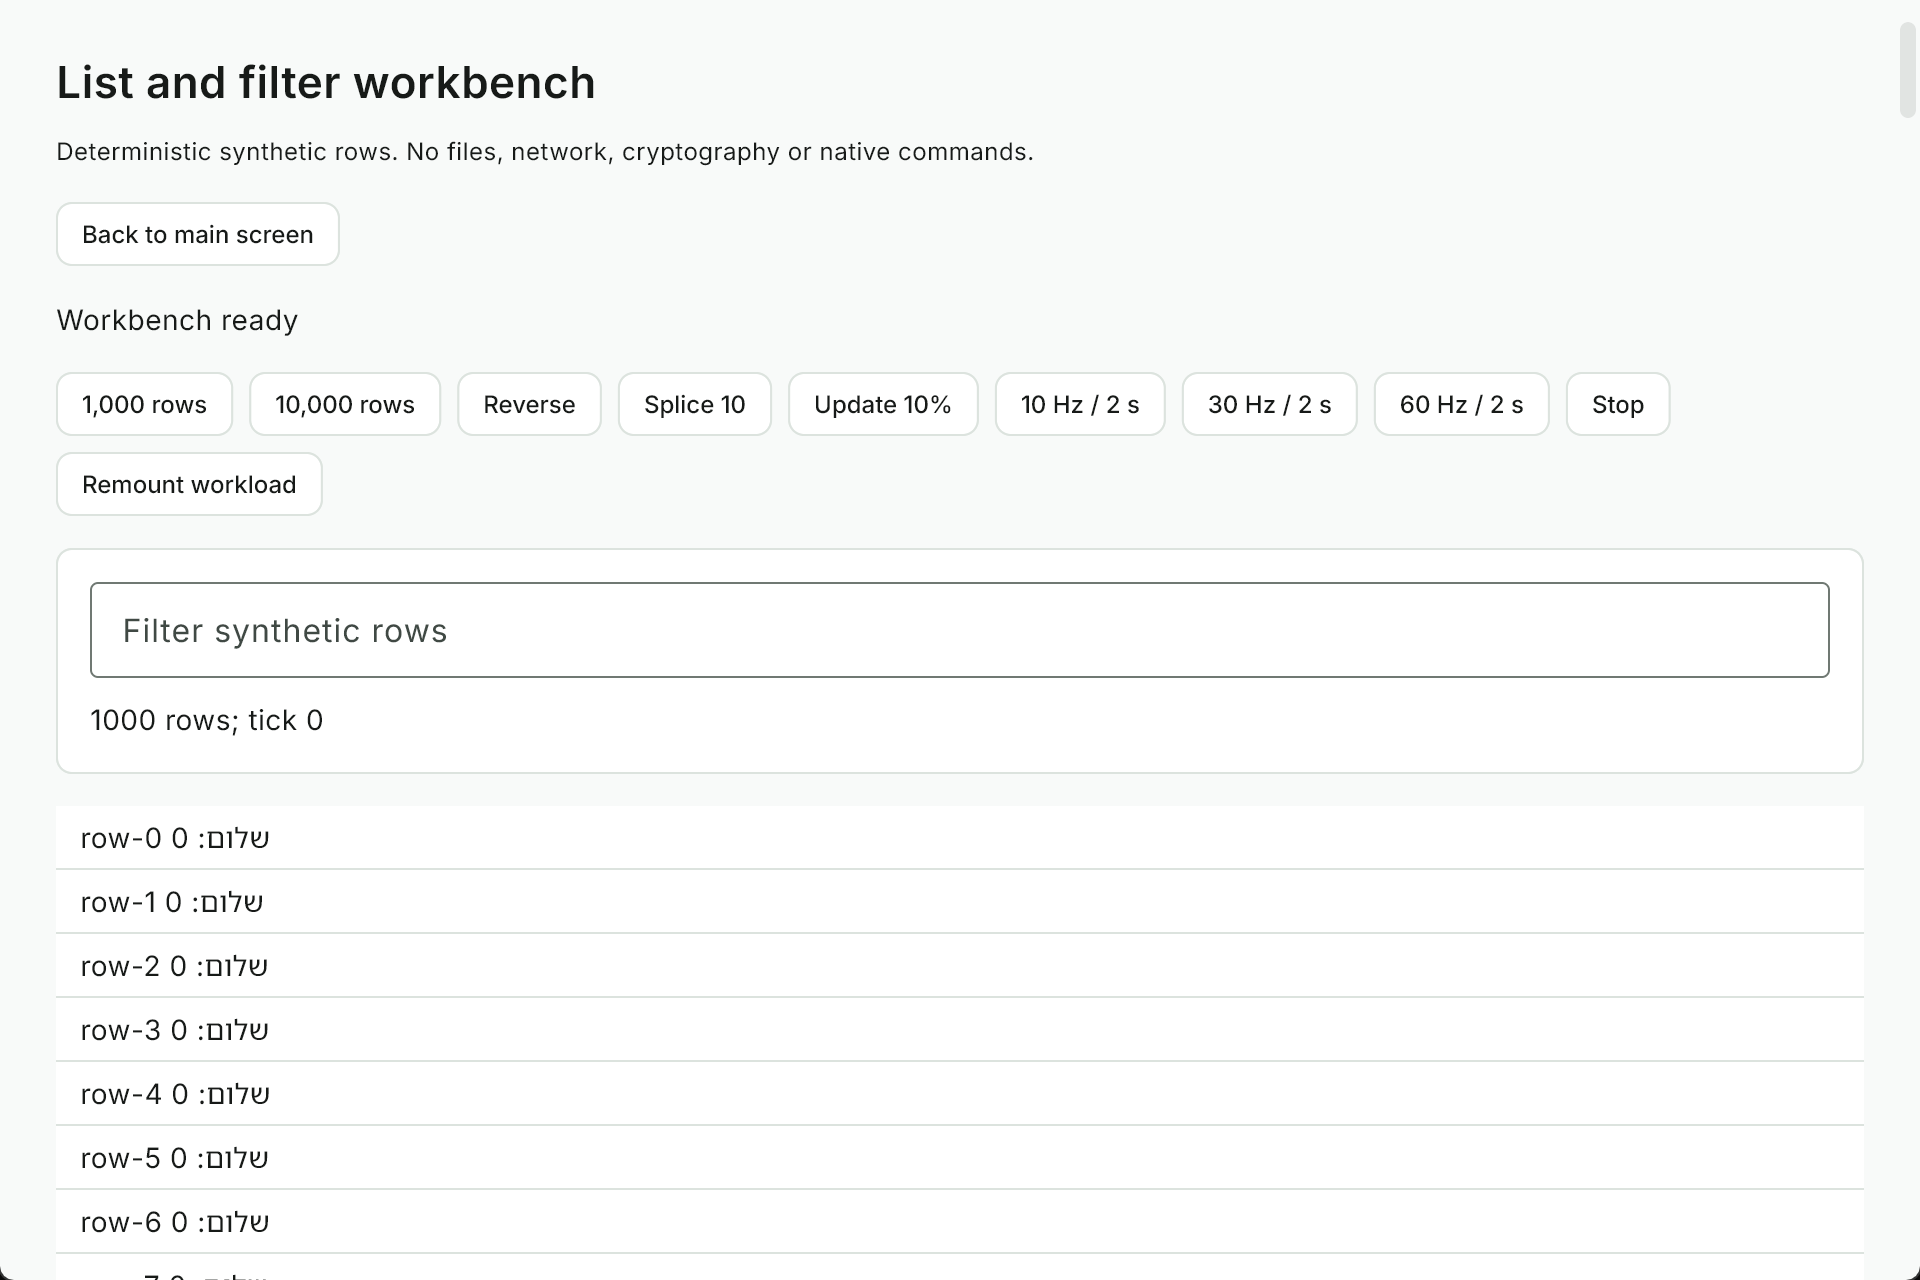 List and filter workbench
Deterministic synthetic rows. No files, network, cryptography or native commands.
Back to main screen
Workbench ready
1,000 rows 10,000 rows Reverse Splice 10 Update 10% 10 Hz / 2 s 30 Hz / 2 s 60 Hz / 2 s Stop
Remount workload
Filter synthetic rows
1000 rows; tick 0
row-0 שלום: 0
row-1 שלום: 0
row-2 שלום: 0
row-3 שלום: 0
row-4 שלום: 0
row-5 שלום: 0
row-6 שלום: 0